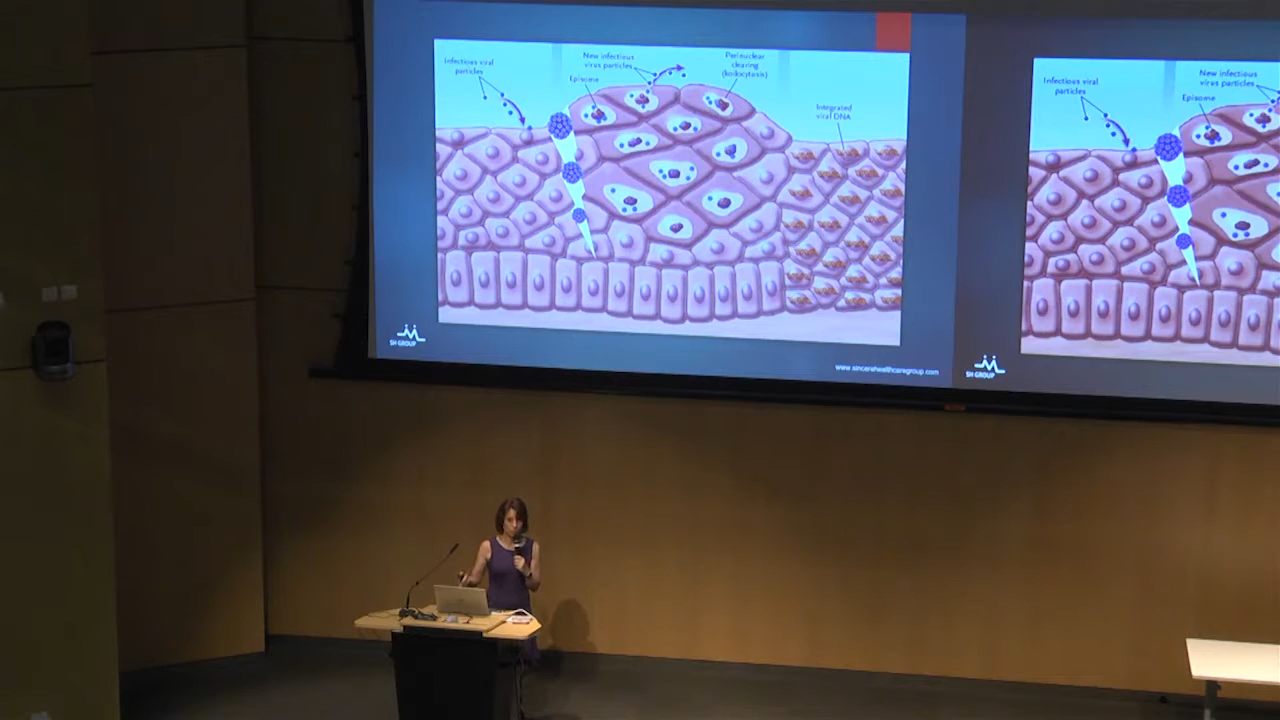 Infectious viral
particles
New infectious
virus particles
Episome
Perinuclear
clearing
(koilocytosis)
Integrated
viral DNA
SH GROUP
www.sincerehealthcaregroup.com
Infectious viral
particles
New infectious
virus particles
Episome
SH GROUP